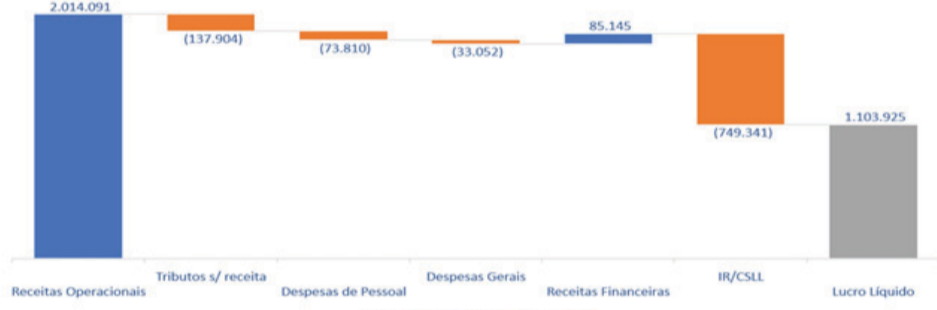 2.014.091
(137.904)
(73.810)
(33.052)
85.145
(749.341)
1.103.925
Receitas Operacionais
Tributos s/ receita
Despesas de Pessoal
Despesas Gerais
Receitas Financeiras
IR/CSLL
Lucro Líquido